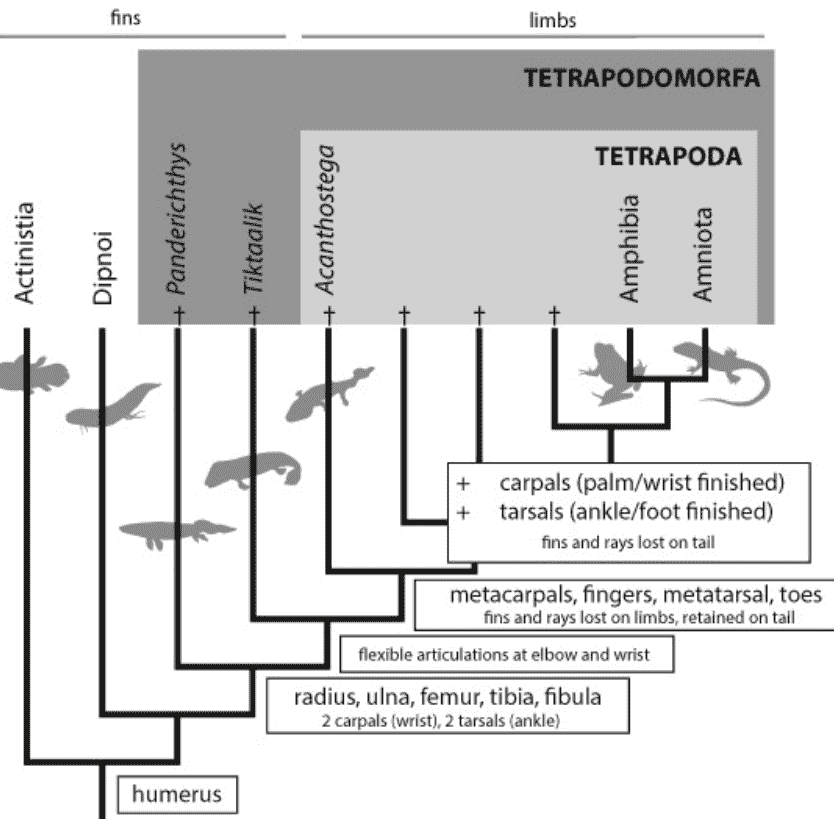 fins
limbs
TETRAPODOMORFA
TETRAPODA
Actinistia
Dipnoi
Panderichthys
Tiktaalik
Acanthostega
Amphibia
Amniota
† † † † † †
+ carpals (palm/wrist finished)
+ tarsals (ankle/foot finished)
fins and rays lost on tail
metacarpals, fingers, metatarsal, toes
fins and rays lost on limbs, retained on tail
flexible articulations at elbow and wrist
radius, ulna, femur, tibia, fibula
2 carpals (wrist), 2 tarsals (ankle)
humerus